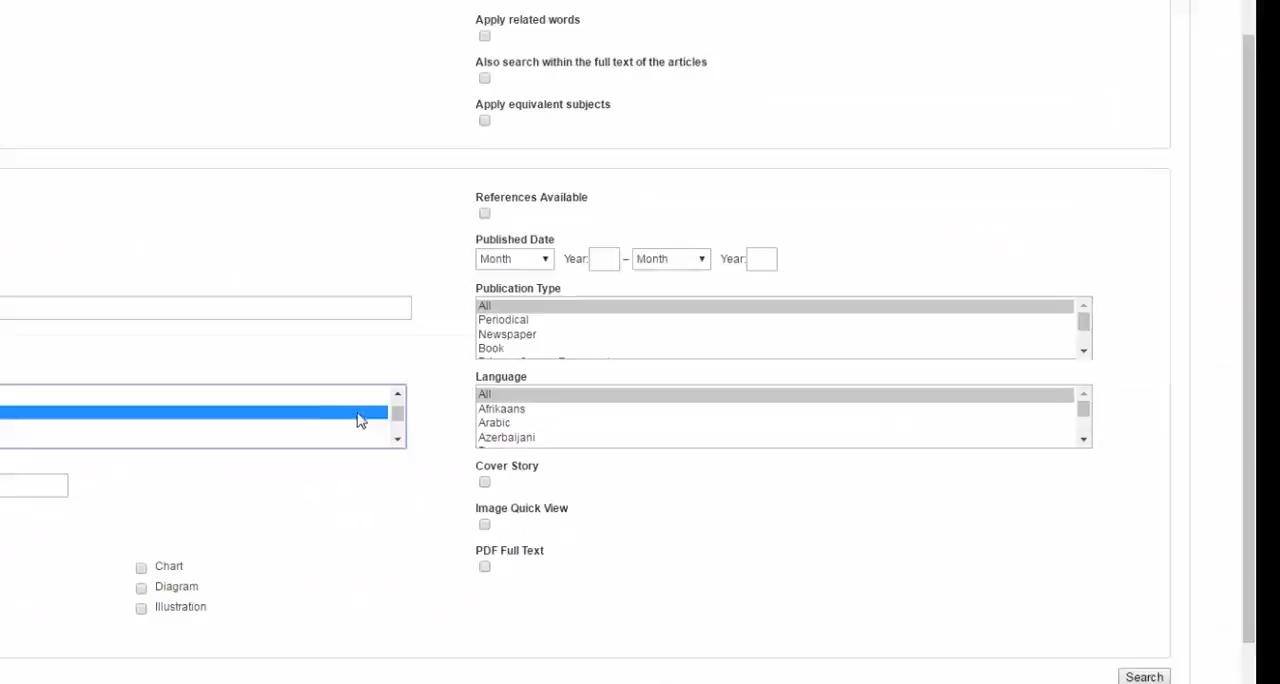 Apply related words
Also search within the full text of the articles
Apply equivalent subjects
References Available
Published Date
Month Year: – Month Year:
Publication Type
All
Periodical
Newspaper
Book
Language
All
Afrikaans
Arabic
Azerbaijani
Cover Story
Image Quick View
PDF Full Text
Chart
Diagram
Illustration
Search